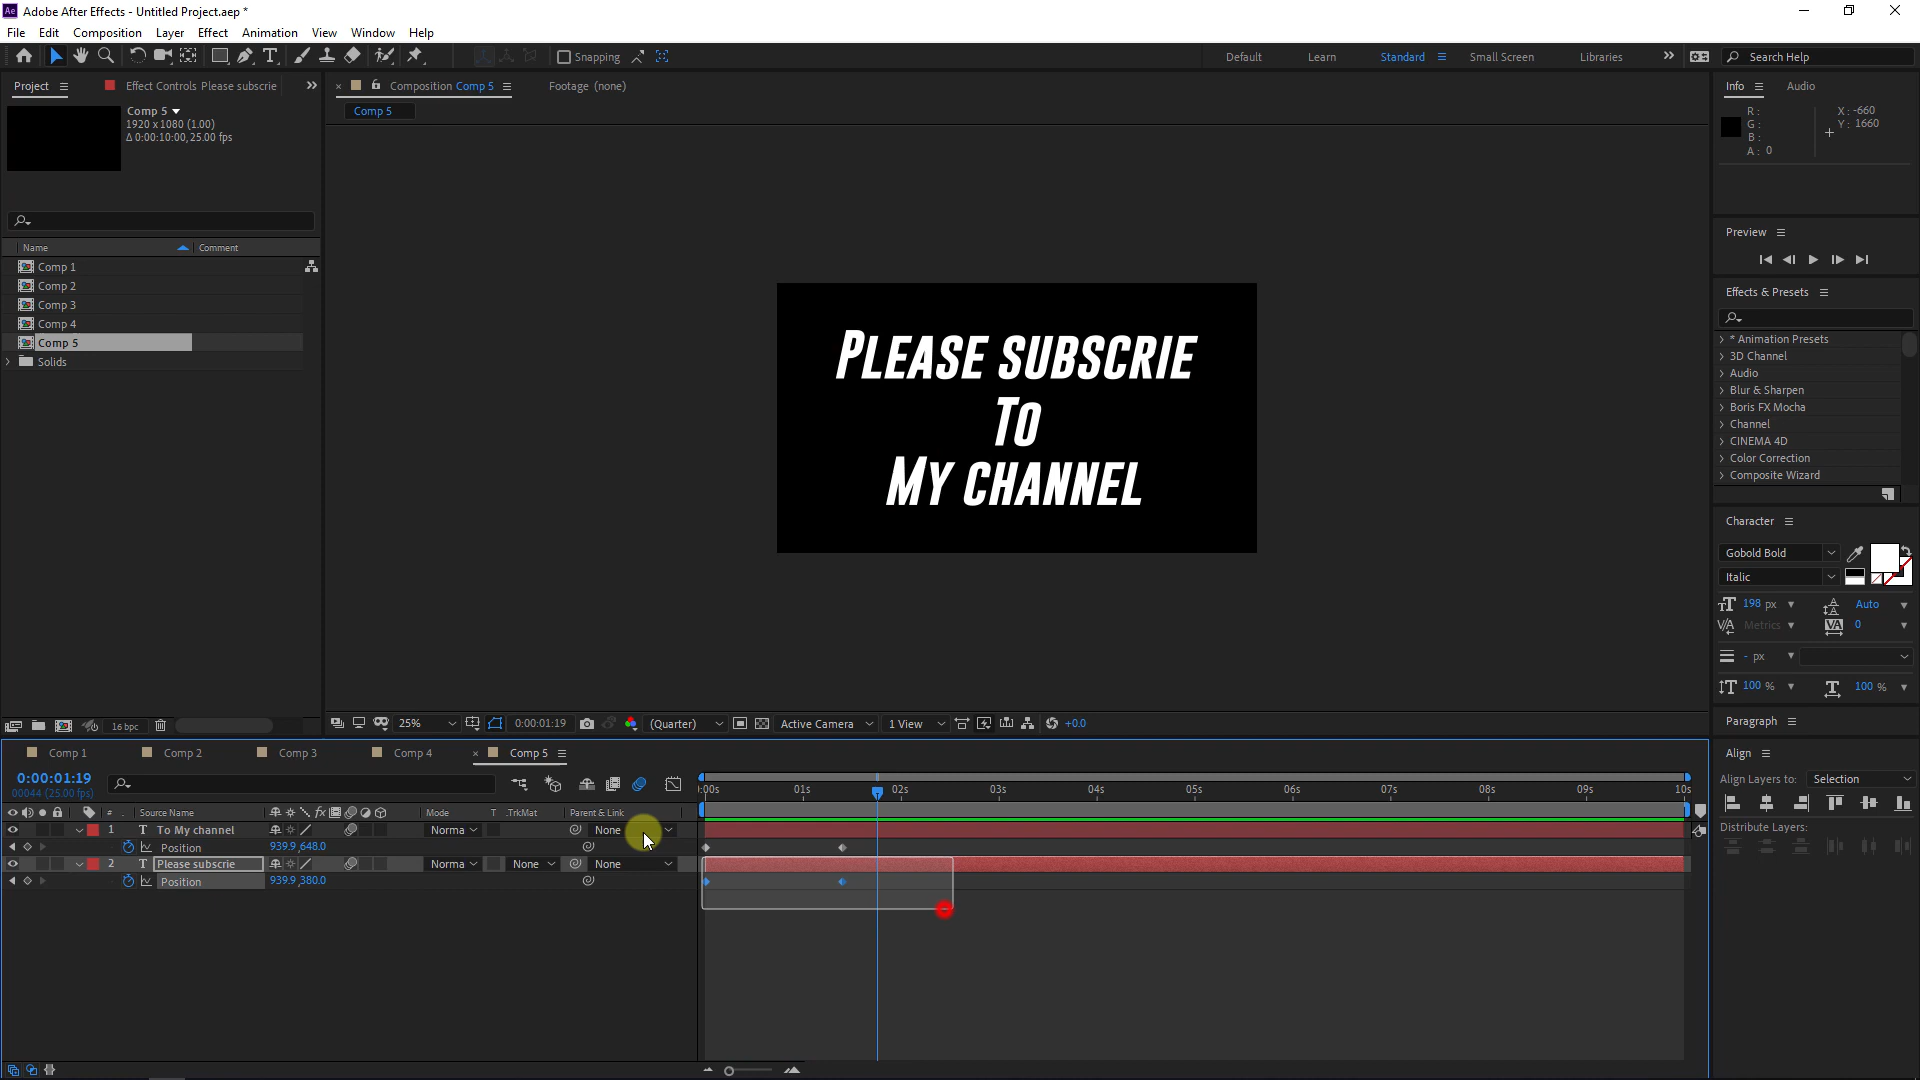 Adobe After Effects - Untitled Project.aep *
File Edit Composition Layer Effect Animation View Window Help
Snapping Default Learn Standard Small Screen Libraries Search Help
Project Effect Controls Please subscrie Composition Comp 5 Footage (none) Info Audio
Comp 5
1920 x 1080 (1.00)
Δ 0:00:10:00, 25.00 fps
Comp 5
R : X : -660
G : Y : 1660
B :
A : 0
Preview
Name Comment
Comp 1
Comp 2
Comp 3
Comp 4
Comp 5
Solids
PLEASE SUBSCRIE
TO
MY CHANNEL
Effects & Presets
* Animation Presets
3D Channel
Audio
Blur & Sharpen
Boris FX Mocha
Channel
CINEMA 4D
Color Correction
Composite Wizard
Character
Gobold Bold
Italic
198 px Auto
Metrics 0
- px
100 % 100 %
Paragraph
16 bpc 25% 0:00:01:19 (Quarter) Active Camera 1 View +0.0
Comp 1 Comp 2 Comp 3 Comp 4 Comp 5
Align
Align Layers to: Selection
Distribute Layers:
0:00:01:19
00044 (25.00 fps)
:00s 01s 02s 03s 04s 05s 06s 07s 08s 09s 10s
# Source Name Mode T .TrkMat Parent & Link
1 T To My channel Norma None
Position 939.9,648.0
2 T Please subscrie Norma None None
Position 939.9,380.0